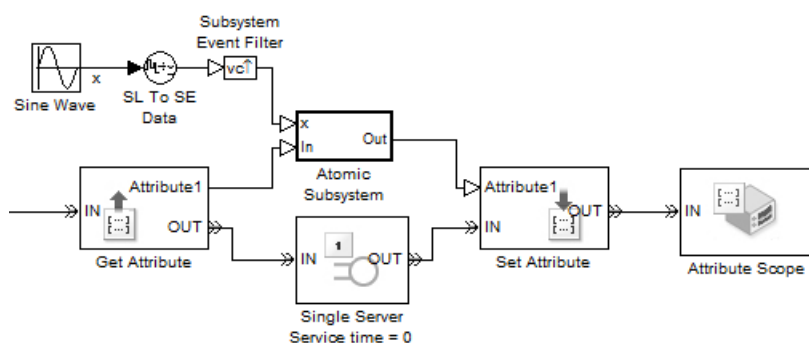 Subsystem
Event Filter
vc↑
x
Sine Wave
SL To SE
Data
x
In
Out
Atomic
Subsystem
IN
Attribute1
[...]
OUT
Get Attribute
IN
1
OUT
Single Server
Service time = 0
Attribute1
[...]
OUT
IN
Set Attribute
IN
[...]
Attribute Scope